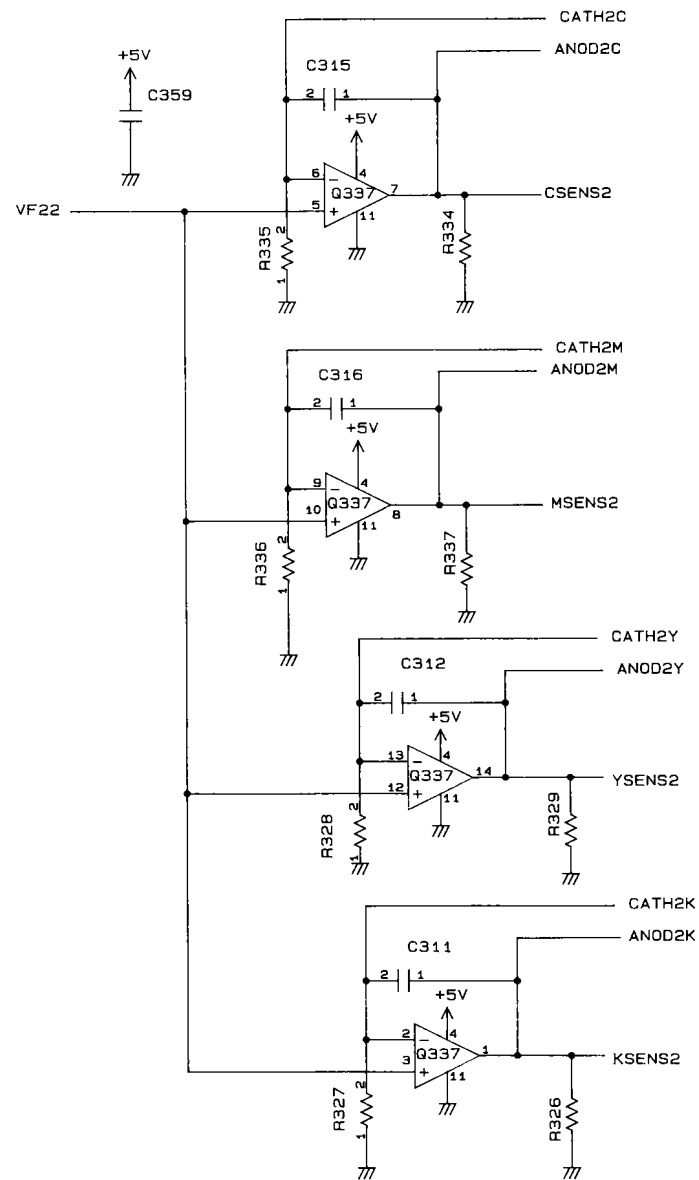 CATH2C
ANOD2C
+5V
C359
C315
2 1
+5V
6 - 4
Q337 7
5 + 11
CSENS2
VF22
R335
2
1
R334
CATH2M
ANOD2M
C316
2 1
+5V
9 - 4
Q337 8
10 + 11
MSENS2
R336
2
1
R337
CATH2Y
ANOD2Y
C312
2 1
+5V
13 - 4
Q337 14
12 + 11
YSENS2
R328
2
1
R329
CATH2K
ANOD2K
C311
2 1
+5V
2 - 4
Q337 1
3 + 11
KSENS2
R327
2
1
R326